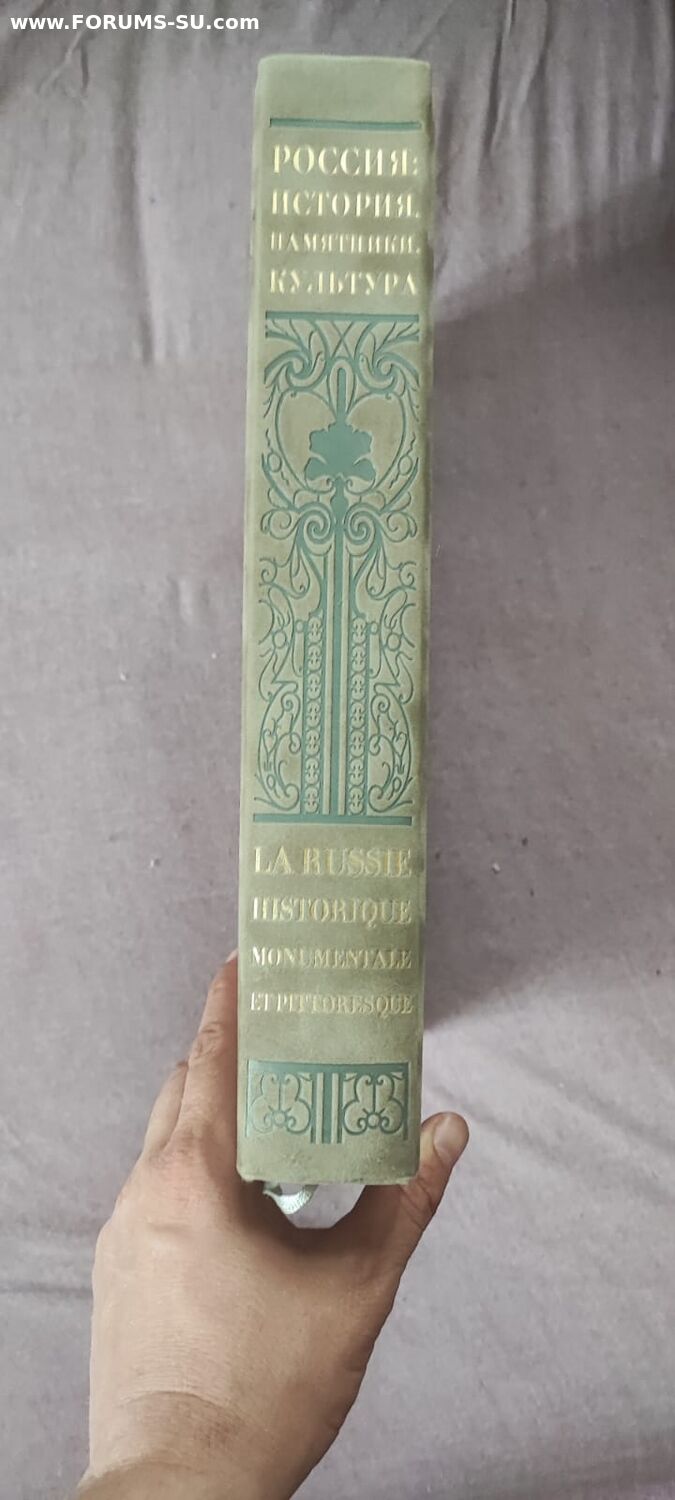 www.FORUMS-SU.com
РОССИЯ:
ИСТОРИЯ.
ПАМЯТНИКИ.
КУЛЬТУРА
LA RUSSIE
HISTORIQUE
MONUMENTALE
ET PITTORESQUE